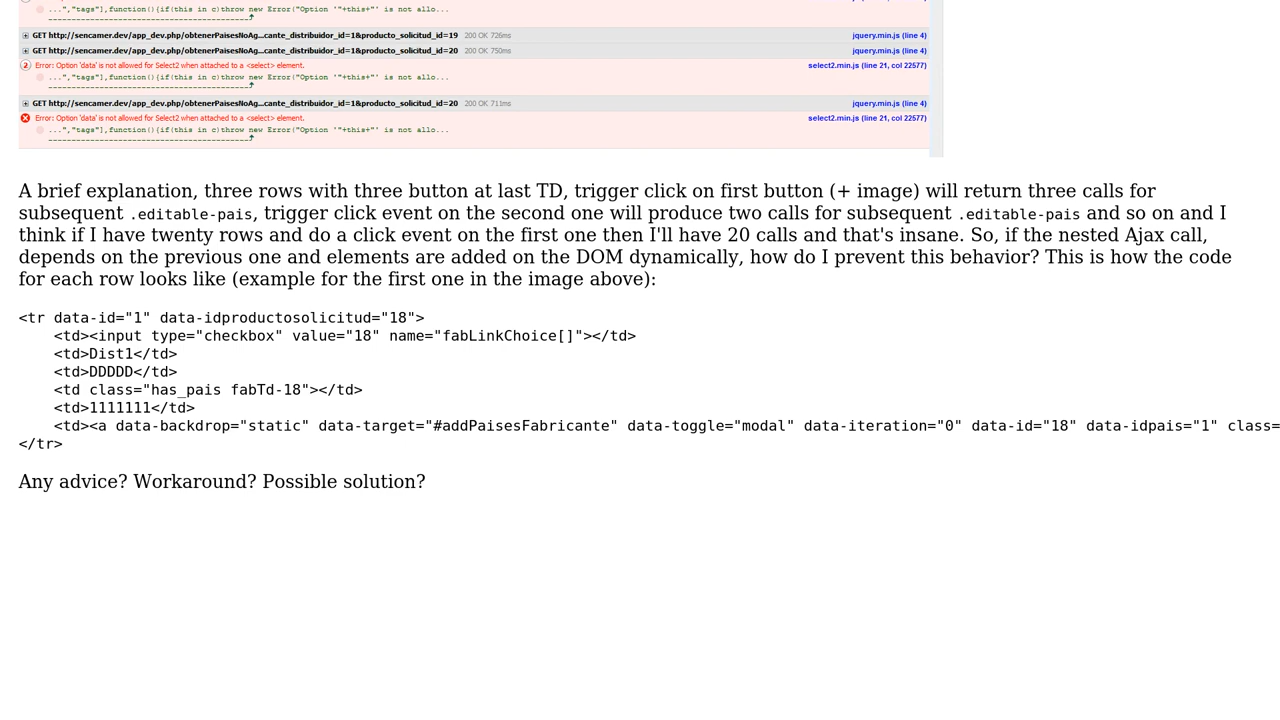 ...","tags"],function(){if(this in c)throw new Error("Option '"+this+"' is not allo...
GET http://sencamer.dev/app_dev.php/obtenerPaisesNoAg...cante_distribuidor_id=1&producto_solicitud_id=19 200 OK 726ms jquery.min.js (line 4)
GET http://sencamer.dev/app_dev.php/obtenerPaisesNoAg...cante_distribuidor_id=1&producto_solicitud_id=20 200 OK 750ms jquery.min.js (line 4)
2 Error: Option 'data' is not allowed for Select2 when attached to a <select> element. select2.min.js (line 21, col 22577)
...","tags"],function(){if(this in c)throw new Error("Option '"+this+"' is not allo...
GET http://sencamer.dev/app_dev.php/obtenerPaisesNoAg...cante_distribuidor_id=1&producto_solicitud_id=20 200 OK 711ms jquery.min.js (line 4)
Error: Option 'data' is not allowed for Select2 when attached to a <select> element. select2.min.js (line 21, col 22577)
...","tags"],function(){if(this in c)throw new Error("Option '"+this+"' is not allo...
A brief explanation, three rows with three button at last TD, trigger click on first button (+ image) will return three calls for
subsequent .editable-pais, trigger click event on the second one will produce two calls for subsequent .editable-pais and so on and I
think if I have twenty rows and do a click event on the first one then I'll have 20 calls and that's insane. So, if the nested Ajax call,
depends on the previous one and elements are added on the DOM dynamically, how do I prevent this behavior? This is how the code
for each row looks like (example for the first one in the image above):
<tr data-id="1" data-idproductosolicitud="18">
<td><input type="checkbox" value="18" name="fabLinkChoice[]"></td>
<td>Dist1</td>
<td>DDDDD</td>
<td class="has_pais fabTd-18"></td>
<td>1111111</td>
<td><a data-backdrop="static" data-target="#addPaisesFabricante" data-toggle="modal" data-iteration="0" data-id="18" data-idpais="1" class=
</tr>
Any advice? Workaround? Possible solution?